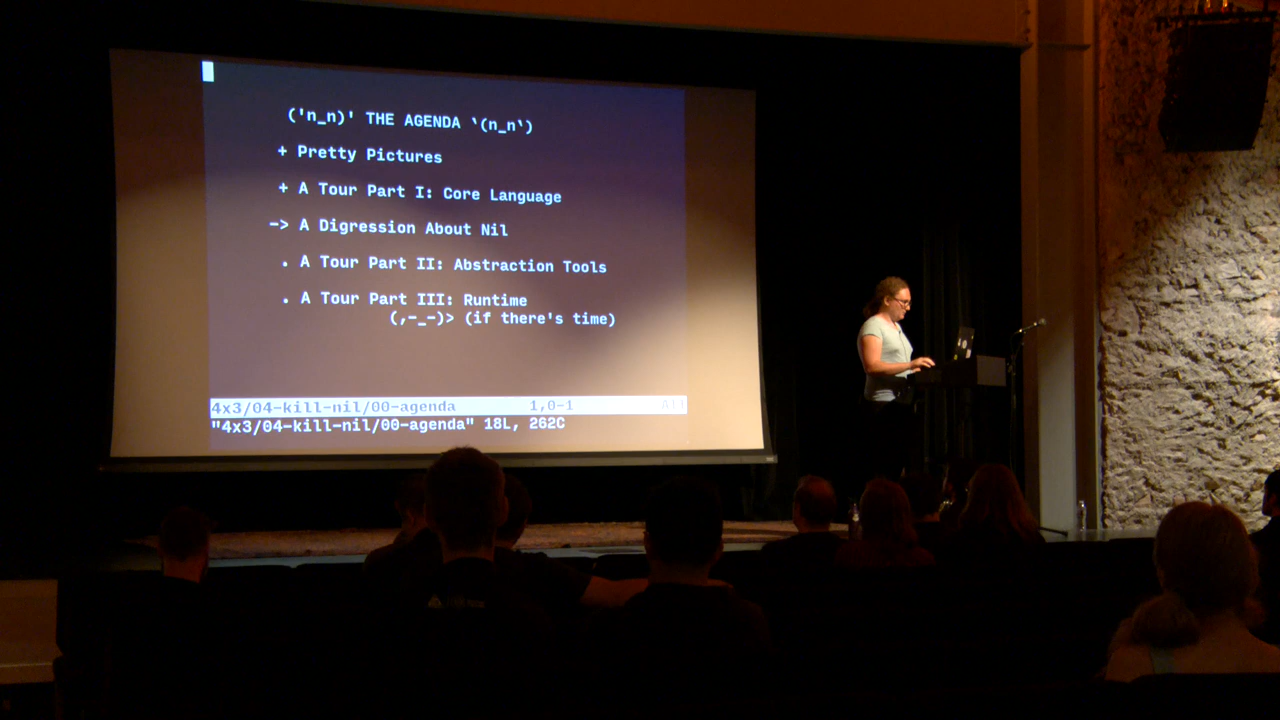 ('n_n)' THE AGENDA `(n_n`)
+ Pretty Pictures
+ A Tour Part I: Core Language
-> A Digression About Nil
. A Tour Part II: Abstraction Tools
. A Tour Part III: Runtime
(,-_-)> (if there's time)
4x3/04-kill-nil/00-agenda 1,0-1 All
"4x3/04-kill-nil/00-agenda" 18L, 262C